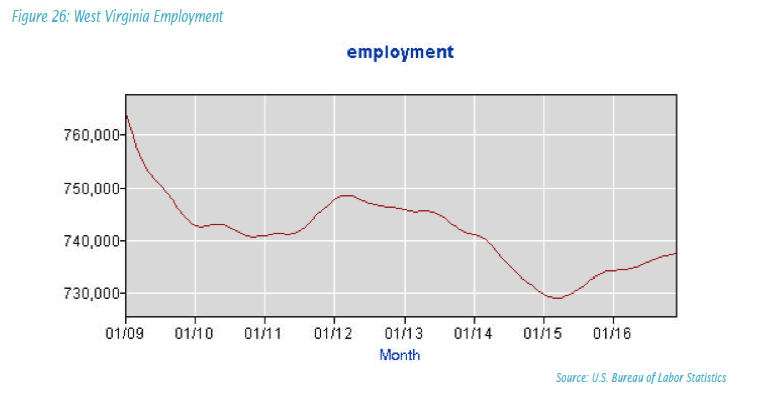 Figure 26: West Virginia Employment
employment
760,000
750,000
740,000
730,000
01/09 01/10 01/11 01/12 01/13 01/14 01/15 01/16
Month
Source: U.S. Bureau of Labor Statistics